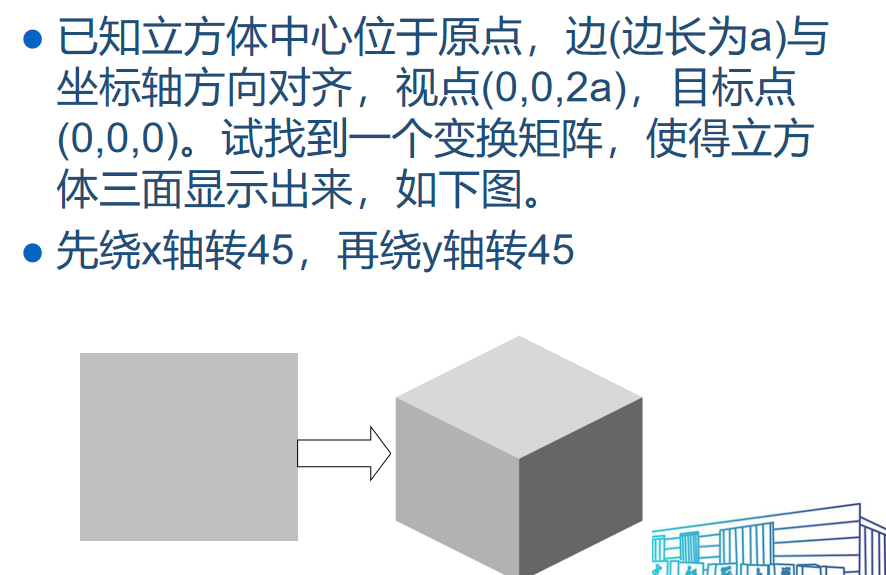 已知立方体中心位于原点，边(边长为a)与
坐标轴方向对齐，视点(0,0,2a)，目标点
(0,0,0)。试找到一个变换矩阵，使得立方
体三面显示出来，如下图。
先绕x轴转45，再绕y轴转45